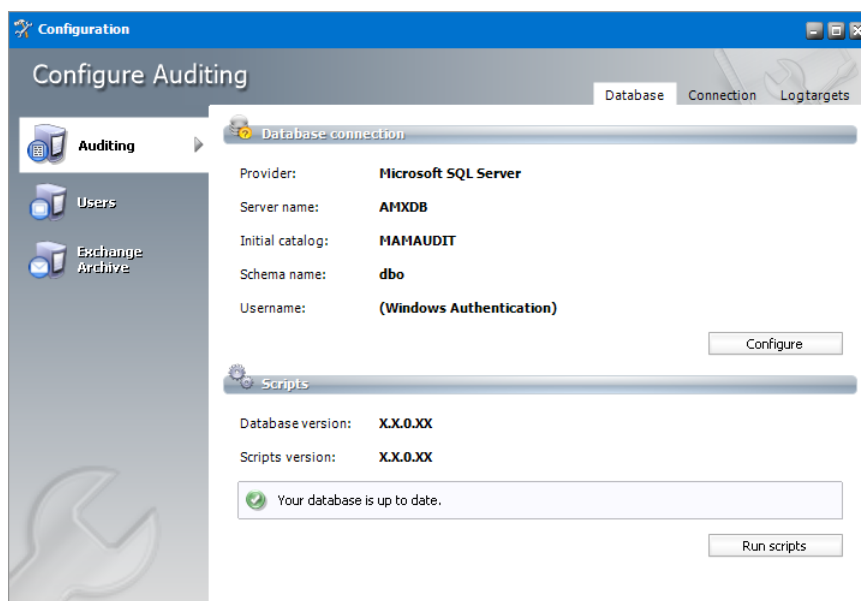 Configuration
Configure Auditing
Database Connection Logtargets
Auditing
Users
Exchange
Archive
Database connection
Provider: Microsoft SQL Server
Server name: AMXDB
Initial catalog: MAMAUDIT
Schema name: dbo
Username: (Windows Authentication)
Configure
Scripts
Database version: X.X.0.XX
Scripts version: X.X.0.XX
Your database is up to date.
Run scripts